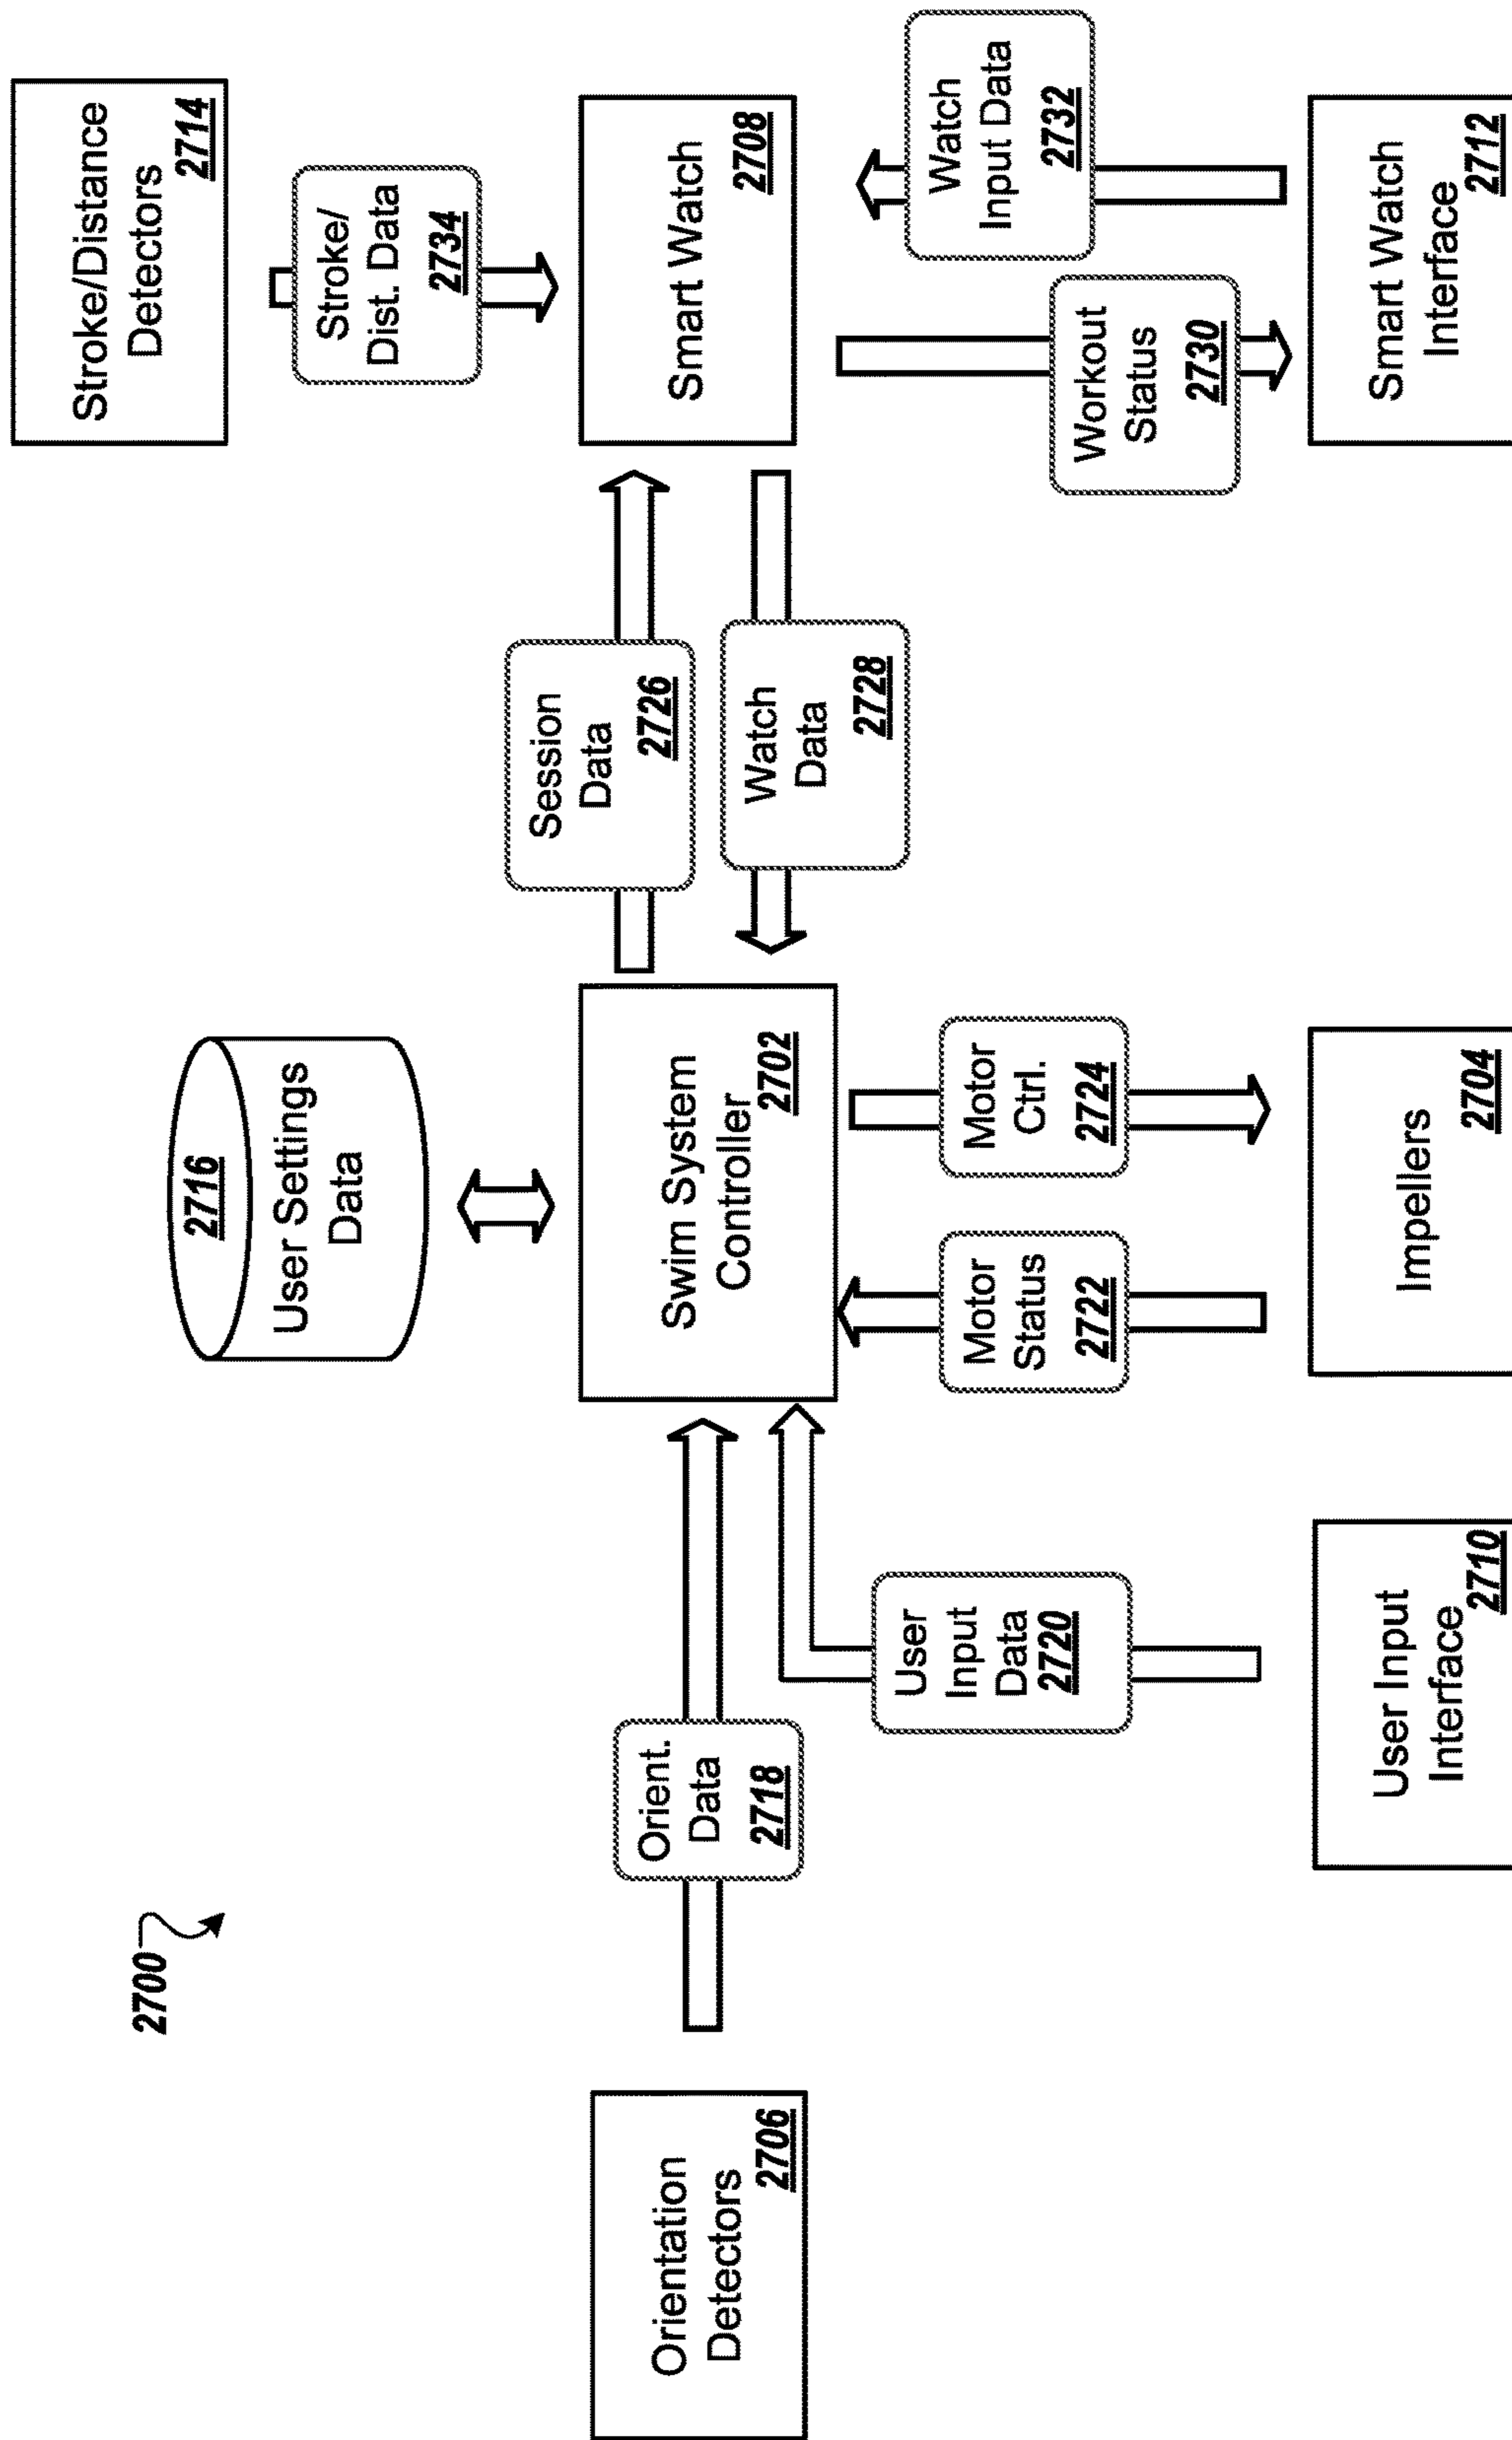 2700
2716
User Settings
Data
Stroke/Distance
Detectors
2714
Stroke/
Dist. Data
2734
Orientation
Detectors
2706
Orient.
Data
2718
Swim System
Controller
2702
Session
Data
2726
Watch
Data
2728
Smart Watch
2708
User
Input
Data
2720
Motor
Status
2722
Motor
Ctrl.
2724
Workout
Status
2730
Watch
Input Data
2732
User Input
Interface
2710
Impellers
2704
Smart Watch
Interface
2712